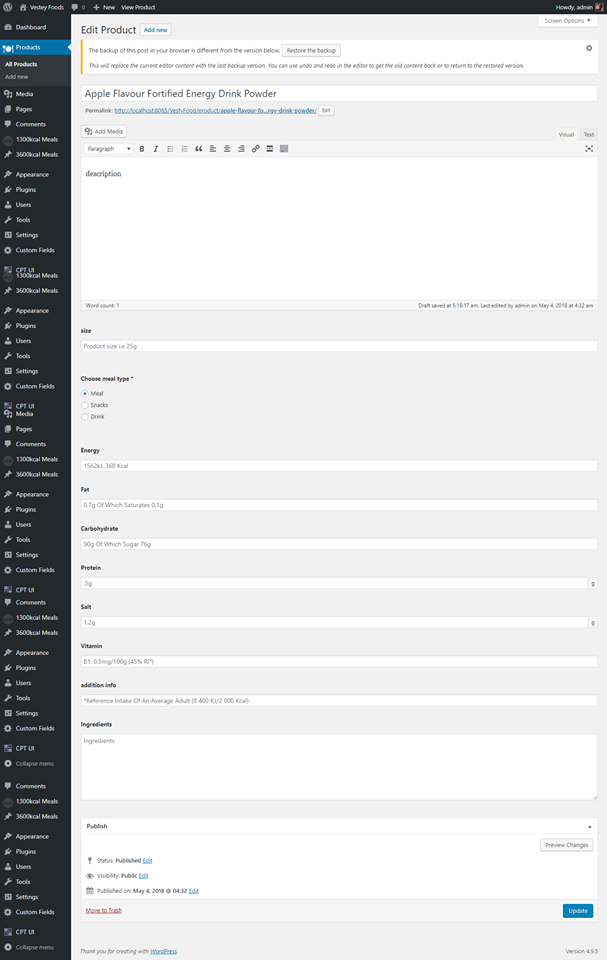 Vestey Foods 0 New View Product Howdy, admin
Screen Options
Dashboard
Products
All Products
Add new
Media
Pages
Comments
1300kcal Meals
3600kcal Meals
Appearance
Plugins
Users
Tools
Settings
Custom Fields
CPT UI
1300kcal Meals
3600kcal Meals
Appearance
Plugins
Users
Tools
Settings
Custom Fields
CPT UI
Media
Pages
Comments
1300kcal Meals
3600kcal Meals
Appearance
Plugins
Users
Tools
Settings
Custom Fields
CPT UI
Comments
1300kcal Meals
3600kcal Meals
Appearance
Plugins
Users
Tools
Settings
Custom Fields
CPT UI
Collapse menu
Comments
1300kcal Meals
3600kcal Meals
Appearance
Plugins
Users
Tools
Settings
Custom Fields
CPT UI
Collapse menu
Edit Product Add new
The backup of this post in your browser is different from the version below. Restore the backup
This will replace the current editor content with the last backup version. You can use undo and redo in the editor to get the old content back or to return to the restored version.
Apple Flavour Fortified Energy Drink Powder
Permalink: http://localhost:8085/VestyFood/product/apple-flavour-fo...rgy-drink-powder/ Edit
Add Media
Visual Text
Paragraph B I
description
Word count: 1 Draft saved at 5:18:17 am. Last edited by admin on May 4, 2018 at 4:32 am
size
Product size i.e 25g
Choose meal type *
Meal
Snacks
Drink
Energy
1562kJ. 368 Kcal
Fat
0.7g Of Which Saturates 0.1g
Carbohydrate
90g Of Which Sugar 76g
Protein
.5g g
Salt
1.2g g
Vitamin
B1: 0.5mg/100g (45% RI*)
addition info
*Reference Intake Of An Average Adult (8 400 KJ/2 000 Kcal)
Ingredients
Ingredients
Publish
Preview Changes
Status: Published Edit
Visibility: Public Edit
Published on: May 4, 2018 @ 04:32 Edit
Move to Trash Update
Thank you for creating with WordPress. Version 4.9.5